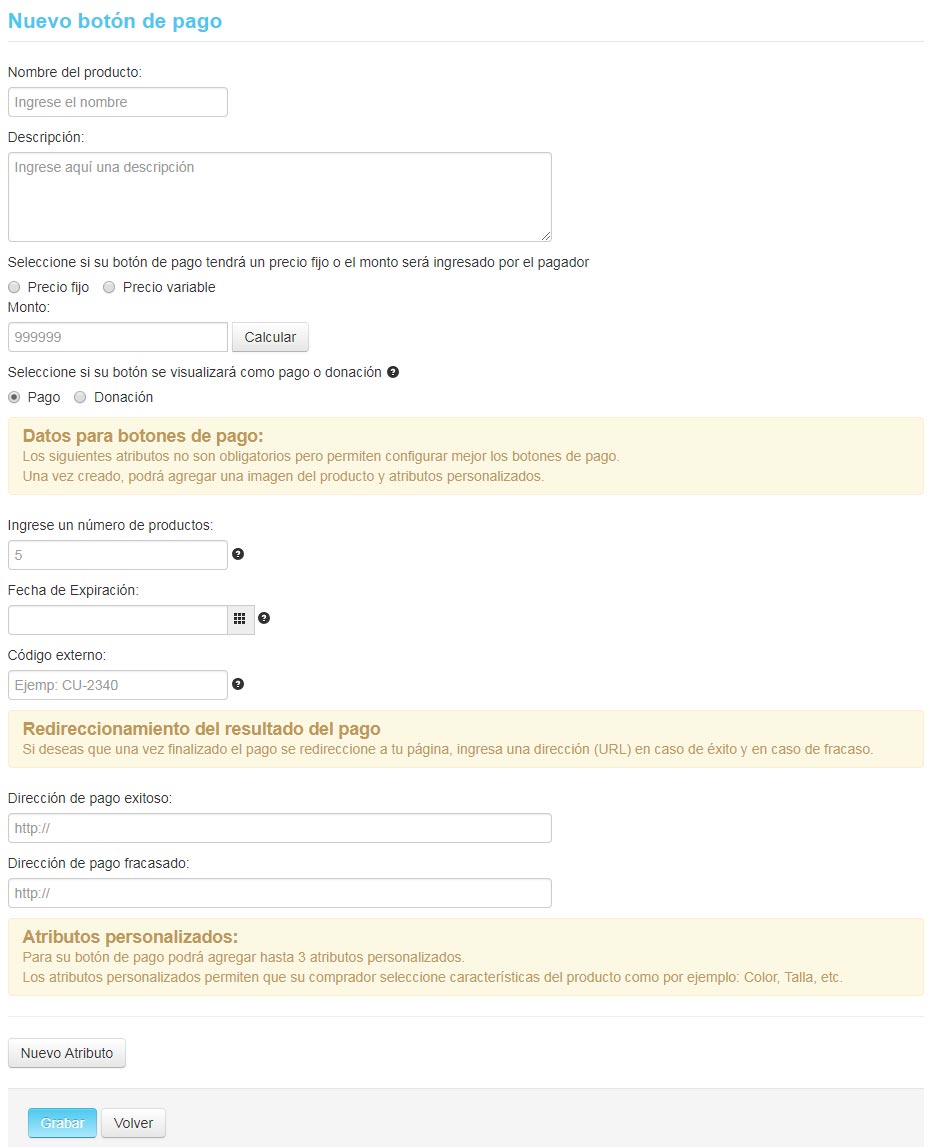 Nuevo botón de pago
Nombre del producto:
Ingrese el nombre
Descripción:
Ingrese aquí una descripción
Seleccione si su botón de pago tendrá un precio fijo o el monto será ingresado por el pagador
Precio fijo Precio variable
Monto:
999999 Calcular
Seleccione si su botón se visualizará como pago o donación ?
Pago Donación
Datos para botones de pago:
Los siguientes atributos no son obligatorios pero permiten configurar mejor los botones de pago.
Una vez creado, podrá agregar una imagen del producto y atributos personalizados.
Ingrese un número de productos:
5 ?
Fecha de Expiración:
?
Código externo:
Ejemp: CU-2340 ?
Redireccionamiento del resultado del pago
Si deseas que una vez finalizado el pago se redireccione a tu página, ingresa una dirección (URL) en caso de éxito y en caso de fracaso.
Dirección de pago exitoso:
http://
Dirección de pago fracasado:
http://
Atributos personalizados:
Para su botón de pago podrá agregar hasta 3 atributos personalizados.
Los atributos personalizados permiten que su comprador seleccione características del producto como por ejemplo: Color, Talla, etc.
Nuevo Atributo
Grabar Volver